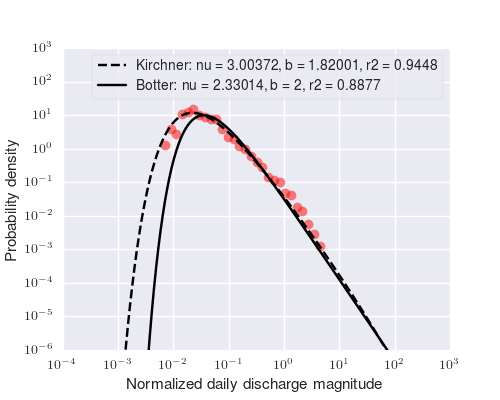 Kirchner: nu = 3.00372, b = 1.82001, r2 = 0.9448
Botter: nu = 2.33014, b = 2, r2 = 0.8877
Probability density
10³
10²
10¹
10⁰
10⁻¹
10⁻²
10⁻³
10⁻⁴
10⁻⁵
10⁻⁶
10⁻⁴ 10⁻³ 10⁻² 10⁻¹ 10⁰ 10¹ 10² 10³
Normalized daily discharge magnitude